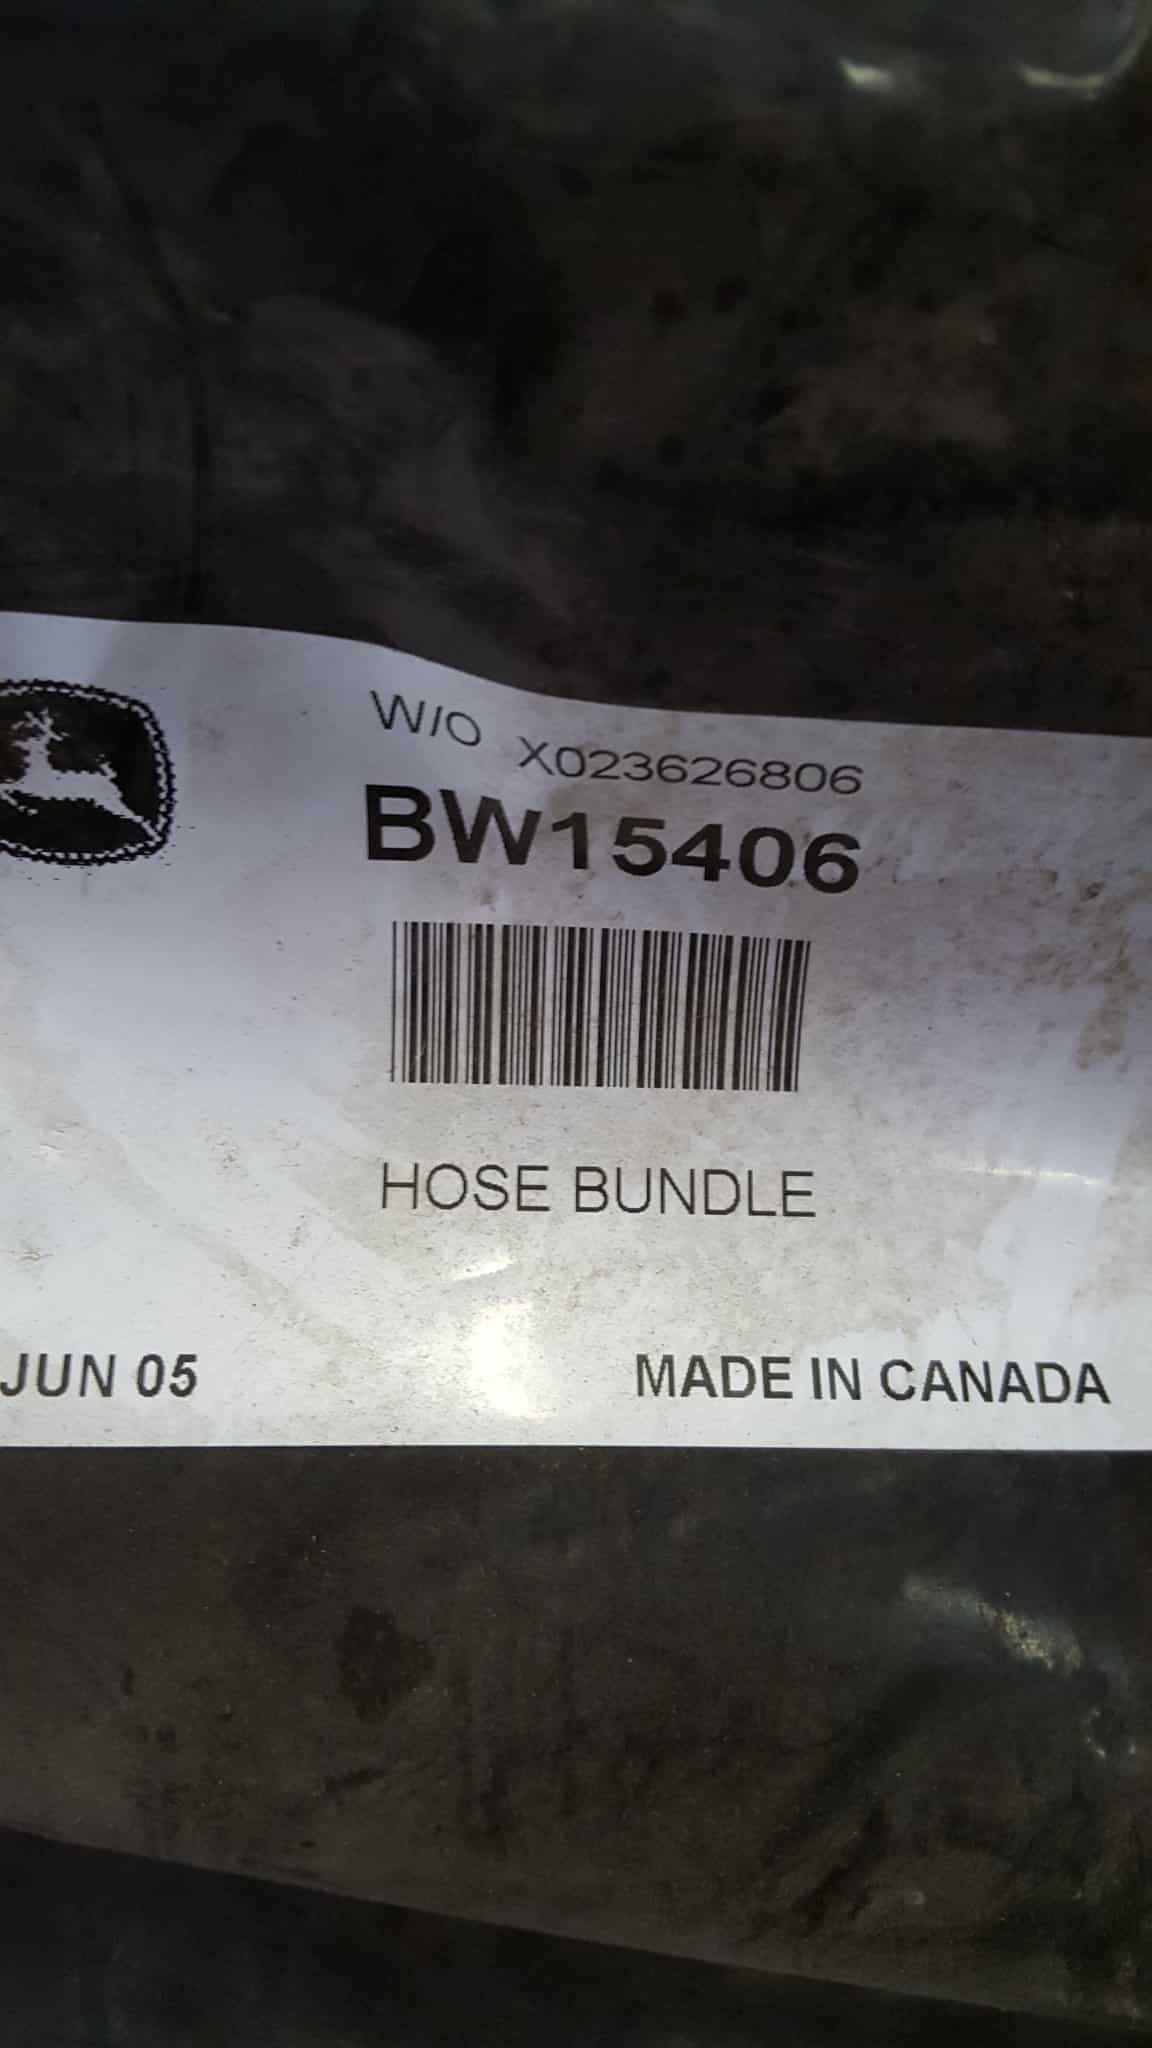 W/O X023626806
BW15406
HOSE BUNDLE
JUN 05 MADE IN CANADA